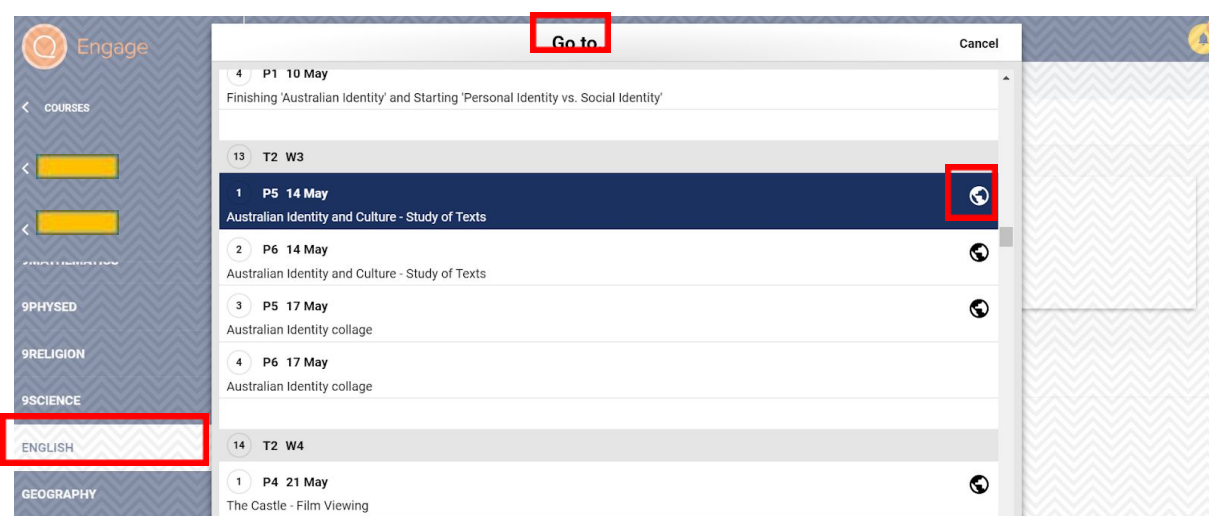 Engage
Go to
Cancel
COURSES
9MATHEMATICS
9PHYSED
9RELIGION
9SCIENCE
ENGLISH
GEOGRAPHY
4 P1 10 May
Finishing 'Australian Identity' and Starting 'Personal Identity vs. Social Identity'
13 T2 W3
1 P5 14 May
Australian Identity and Culture - Study of Texts
2 P6 14 May
Australian Identity and Culture - Study of Texts
3 P5 17 May
Australian Identity collage
4 P6 17 May
Australian Identity collage
14 T2 W4
1 P4 21 May
The Castle - Film Viewing